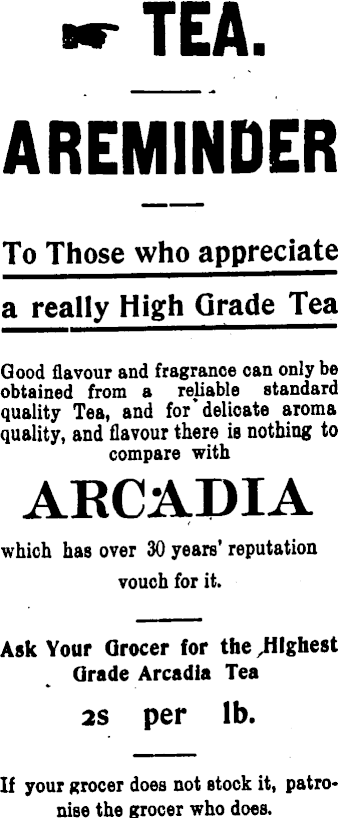 ☛ TEA.
A REMINDER
To Those who appreciate
a really High Grade Tea
Good flavour and fragrance can only be
obtained from a reliable standard
quality Tea, and for delicate aroma
quality, and flavour there is nothing to
compare with
ARCADIA
which has over 30 years' reputation
vouch for it.
Ask Your Grocer for the Highest
Grade Arcadia Tea
2s per lb.
If your grocer does not stock it, patro-
nise the grocer who does.